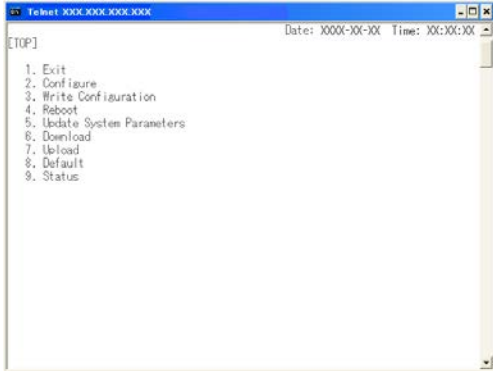 Telnet XXX.XXX.XXX.XXX
Date: XXXX-XX-XX Time: XX:XX:XX
[TOP]
1. Exit
2. Configure
3. Write Configuration
4. Reboot
5. Update System Parameters
6. Download
7. Upload
8. Default
9. Status